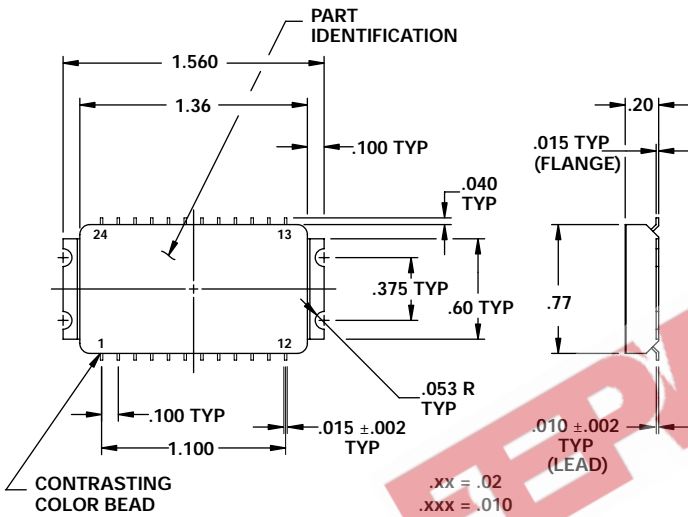 PART
IDENTIFICATION
1.560
1.36
.20
.100 TYP
.015 TYP
(FLANGE)
.040
TYP
24
13
.375 TYP
.60 TYP
.77
1
12
.053 R
TYP
.100 TYP
.015 ±.002
TYP
.010 ±.002
TYP
(LEAD)
1.100
CONTRASTING
COLOR BEAD
.xx = .02
.xxx = .010